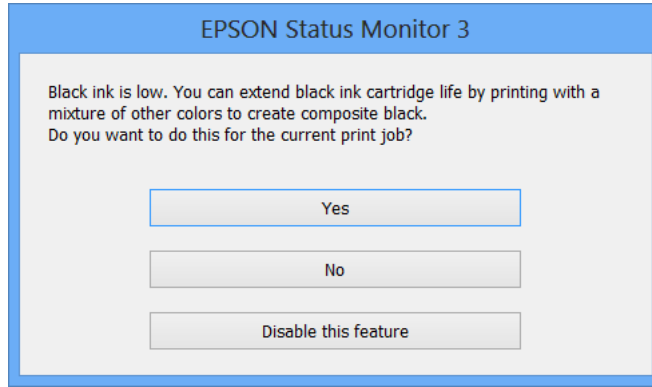 EPSON Status Monitor 3
Black ink is low. You can extend black ink cartridge life by printing with a
mixture of other colors to create composite black.
Do you want to do this for the current print job?
Yes
No
Disable this feature